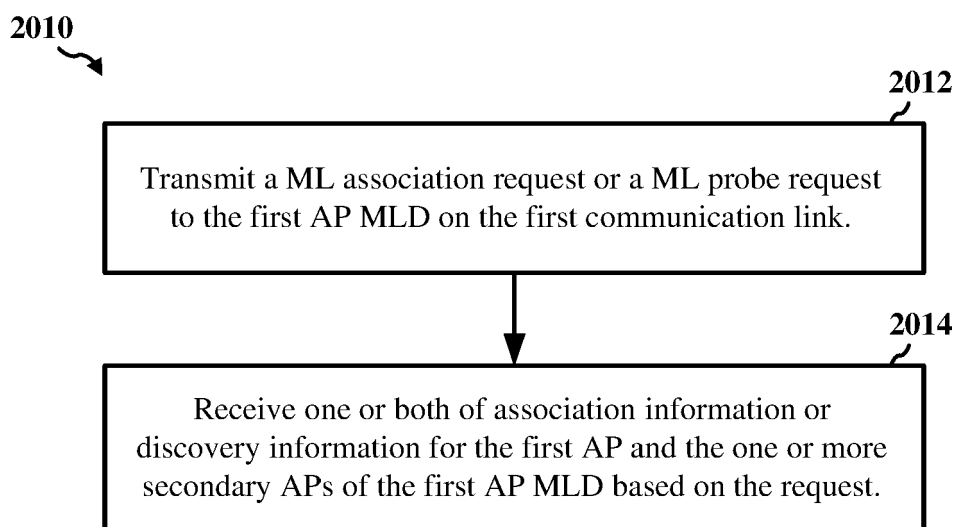 2010
2012
Transmit a ML association request or a ML probe request
to the first AP MLD on the first communication link.
2014
Receive one or both of association information or
discovery information for the first AP and the one or more
secondary APs of the first AP MLD based on the request.